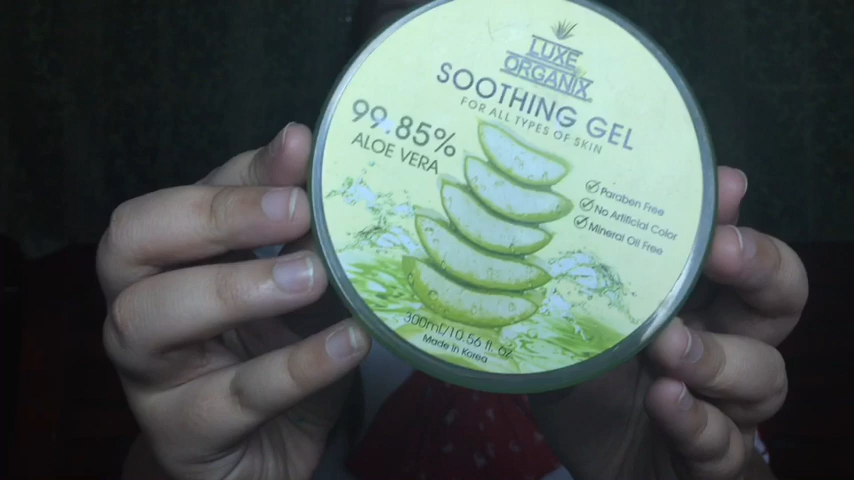 LUXE
ORGANIX
SOOTHING GEL
FOR ALL TYPES OF SKIN
99.85%
ALOE VERA
Paraben Free
No Artificial Color
Mineral Oil Free
300mL/10.56 fl. oz.
Made In Korea